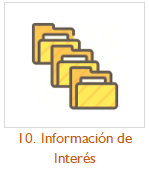 10. Información de
Interés